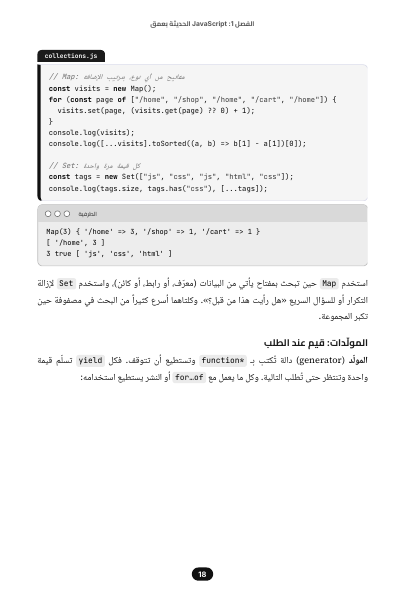 الفصل 1: JavaScript الحديثة بعمق
collections.js
// Map: مفاتيح من أي نوع، بترتيب الإضافة
const visits = new Map();
for (const page of ["/home", "/shop", "/home", "/cart", "/home"]) {
  visits.set(page, (visits.get(page) ?? 0) + 1);
}
console.log(visits);
console.log([...visits].toSorted((a, b) => b[1] - a[1])[0]);
// Set: كل قيمة مرة واحدة
const tags = new Set(["js", "css", "js", "html", "css"]);
console.log(tags.size, tags.has("css"), [...tags]);
الطرفية
Map(3) { '/home' => 3, '/shop' => 1, '/cart' => 1 }
[ '/home', 3 ]
3 true [ 'js', 'css', 'html' ]
استخدم Map حين تبحث بمفتاح يأتي من البيانات (معرّف، أو رابط، أو كائن)، واستخدم Set لإزالة
التكرار أو للسؤال السريع «هل رأيت هذا من قبل؟». وكلتاهما أسرع كثيرًا من البحث في مصفوفة حين
تكبر المجموعة.
المولّدات: قيم عند الطلب
المولّد (generator) دالة تُكتب بـ function* وتستطيع أن تتوقف. فكل yield تسلّم قيمة
واحدة وتنتظر حتى تُطلب التالية. وكل ما يعمل مع for…of أو النشر يستطيع استخدامه:
18